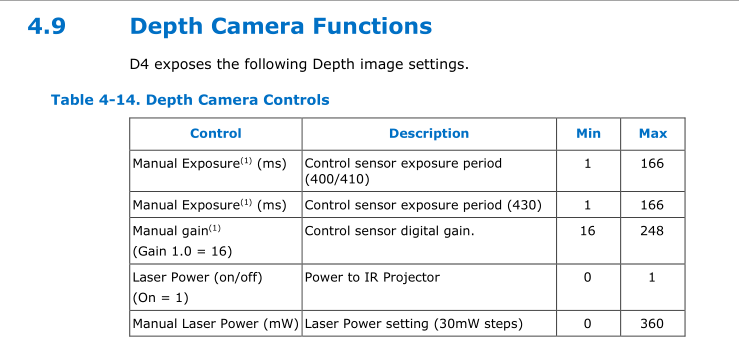 4.9 Depth Camera Functions
D4 exposes the following Depth image settings.
Table 4-14. Depth Camera Controls
Control Description Min Max
Manual Exposure(1) (ms) Control sensor exposure period (400/410) 1 166
Manual Exposure(1) (ms) Control sensor exposure period (430) 1 166
Manual gain(1) (Gain 1.0 = 16) Control sensor digital gain. 16 248
Laser Power (on/off) (On = 1) Power to IR Projector 0 1
Manual Laser Power (mW) Laser Power setting (30mW steps) 0 360